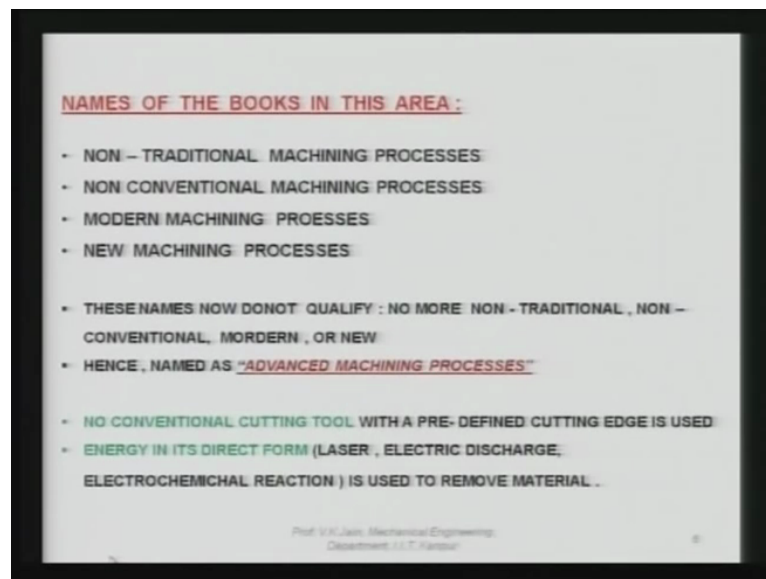 NAMES OF THE BOOKS IN THIS AREA :
• NON – TRADITIONAL MACHINING PROCESSES
• NON CONVENTIONAL MACHINING PROCESSES
• MODERN MACHINING PROESSES
• NEW MACHINING PROCESSES
• THESE NAMES NOW DONOT QUALIFY : NO MORE NON - TRADITIONAL , NON –
CONVENTIONAL, MORDERN , OR NEW
• HENCE , NAMED AS “ADVANCED MACHINING PROCESSES”
• NO CONVENTIONAL CUTTING TOOL WITH A PRE- DEFINED CUTTING EDGE IS USED
• ENERGY IN ITS DIRECT FORM (LASER , ELECTRIC DISCHARGE,
ELECTROCHEMICHAL REACTION ) IS USED TO REMOVE MATERIAL .
Prof. V.K.Jain, Mechanical Engineering
Department, I.I.T. Kanpur